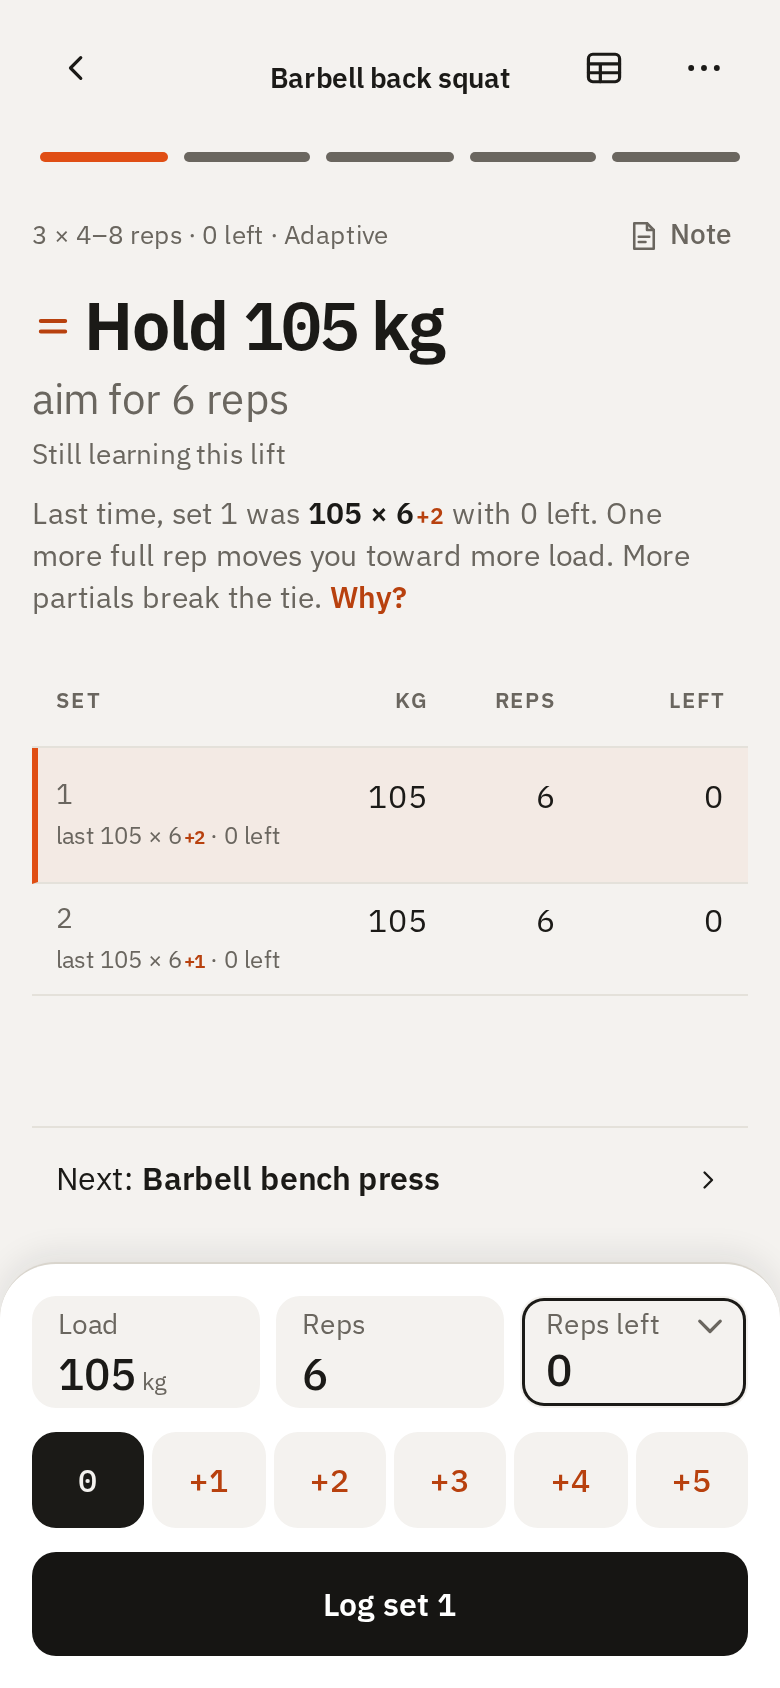 Barbell back squat
3 × 4–8 reps · 0 left · Adaptive
Note
= Hold 105 kg
aim for 6 reps
Still learning this lift
Last time, set 1 was 105 × 6+2 with 0 left. One
more full rep moves you toward more load. More
partials break the tie. Why?
SET KG REPS LEFT
1 105 6 0
last 105 × 6+2 · 0 left
2 105 6 0
last 105 × 6+1 · 0 left
Next: Barbell bench press
Load Reps Reps left
105 kg 6 0
0 +1 +2 +3 +4 +5
Log set 1